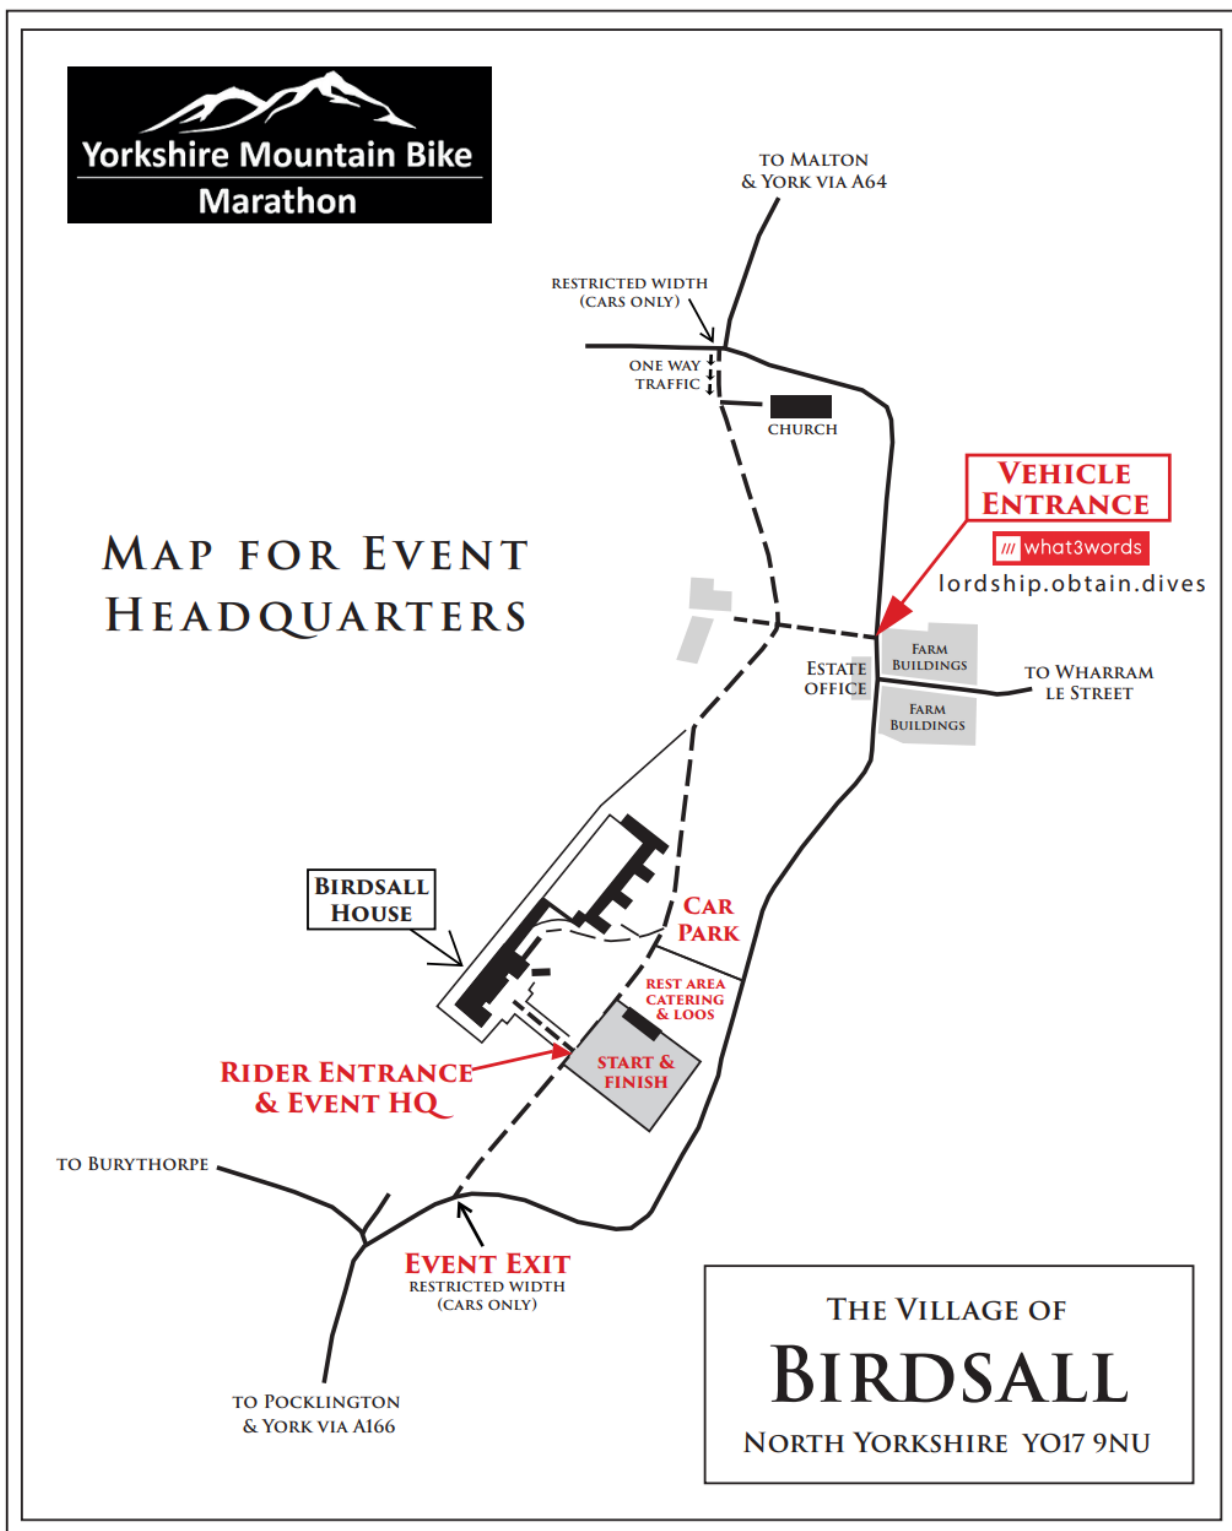 Yorkshire Mountain Bike
Marathon
TO MALTON
& YORK VIA A64
RESTRICTED WIDTH
(CARS ONLY)
ONE WAY
TRAFFIC
CHURCH
VEHICLE
ENTRANCE
what3words
lordship.obtain.dives
MAP FOR EVENT
HEADQUARTERS
FARM
BUILDINGS
ESTATE
OFFICE
TO WHARRAM
LE STREET
FARM
BUILDINGS
BIRDSALL
HOUSE
CAR
PARK
REST AREA
CATERING
& LOOS
START &
FINISH
RIDER ENTRANCE
& EVENT HQ
TO BURYTHORPE
EVENT EXIT
RESTRICTED WIDTH
(CARS ONLY)
TO POCKLINGTON
& YORK VIA A166
THE VILLAGE OF
BIRDSALL
NORTH YORKSHIRE YO17 9NU